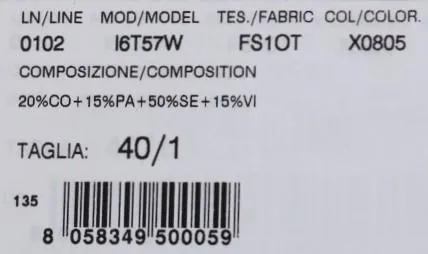 LN/LINE MOD/MODEL TES./FABRIC COL/COLOR.
0102 I6T57W FS1OT X0805
COMPOSIZIONE/COMPOSITION
20%CO+15%PA+50%SE+15%VI
TAGLIA: 40/1
135
8 058349 500059